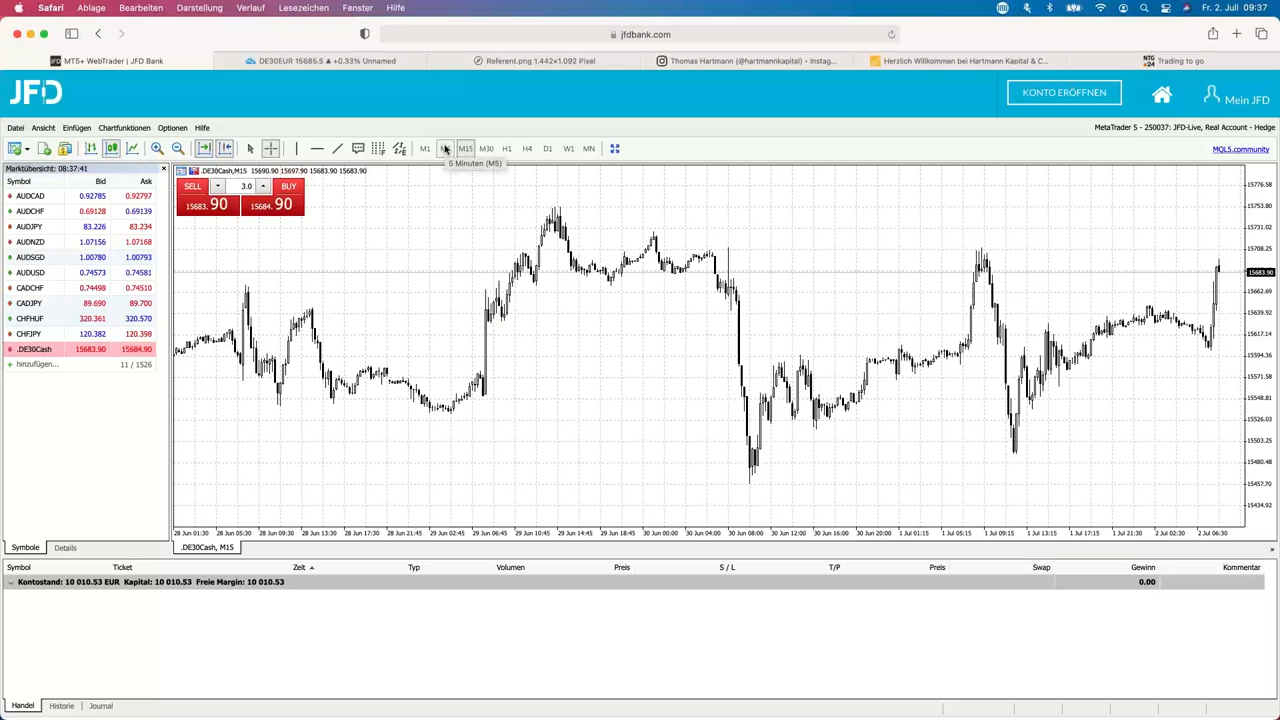 Safari Ablage Bearbeiten Darstellung Verlauf Lesezeichen Fenster Hilfe Fr. 2. Juli 09:37
jfdbank.com
MT5+ WebTrader | JFD Bank DE30EUR 15685.5 ▲ +0.33% Unnamed Referent.png 1.442×1.092 Pixel Thomas Hartmann (@hartmannkapital) • Instag... Herzlich Willkommen bei Hartmann Kapital & C... Trading to go
JFD KONTO ERÖFFNEN Mein JFD
Datei Ansicht Einfügen Chartfunktionen Optionen Hilfe MetaTrader 5 - 250037: JFD-Live, Real Account - Hedge
M1 M15 M30 H1 H4 D1 W1 MN MQL5.community
5 Minuten (M5)
Marktübersicht: 08:37:41
Symbol Bid Ask
AUDCAD 0.92785 0.92797
AUDCHF 0.69128 0.69139
AUDJPY 83.226 83.234
AUDNZD 1.07156 1.07168
AUDSGD 1.00780 1.00793
AUDUSD 0.74573 0.74581
CADCHF 0.74498 0.74510
CADJPY 89.690 89.700
CHFHUF 320.361 320.570
CHFJPY 120.382 120.398
.DE30Cash 15683.90 15684.90
hinzufügen... 11 / 1526
Symbole Details
.DE30Cash,M15 15690.90 15697.90 15683.90 15683.90
SELL 3.0 BUY
15683.90 15684.90
15776.58
15753.80
15731.02
15708.25
15683.90
15662.69
15639.92
15617.14
15594.36
15571.58
15548.81
15526.03
15503.25
15480.48
15457.70
15434.92
28 Jun 01:30 28 Jun 05:30 28 Jun 09:30 28 Jun 13:30 28 Jun 17:30 28 Jun 21:45 29 Jun 02:45 29 Jun 06:45 29 Jun 10:45 29 Jun 14:45 29 Jun 18:45 30 Jun 00:00 30 Jun 04:00 30 Jun 08:00 30 Jun 12:00 30 Jun 16:00 30 Jun 20:00 1 Jul 01:15 1 Jul 05:15 1 Jul 09:15 1 Jul 13:15 1 Jul 17:15 1 Jul 21:30 2 Jul 02:30 2 Jul 06:30
.DE30Cash, M15
Symbol Ticket Zeit Typ Volumen Preis S / L T/P Preis Swap Gewinn Kommentar
Kontostand: 10 010.53 EUR Kapital: 10 010.53 Freie Margin: 10 010.53 0.00
Handel Historie Journal